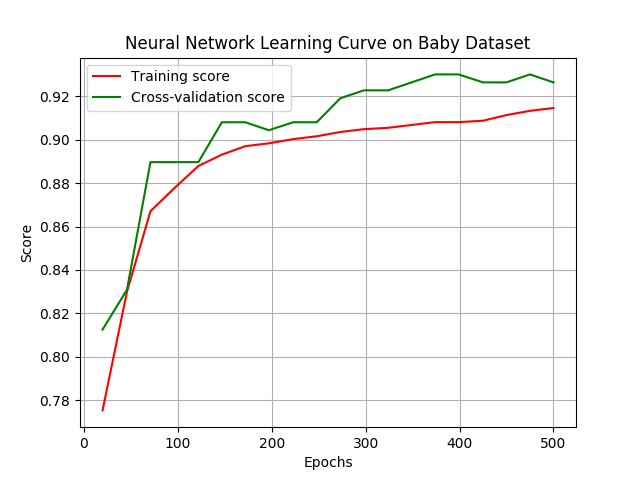 Neural Network Learning Curve on Baby Dataset
Training score
Cross-validation score
0.92
0.90
0.88
0.86
0.84
0.82
0.80
0.78
Score
0 100 200 300 400 500
Epochs